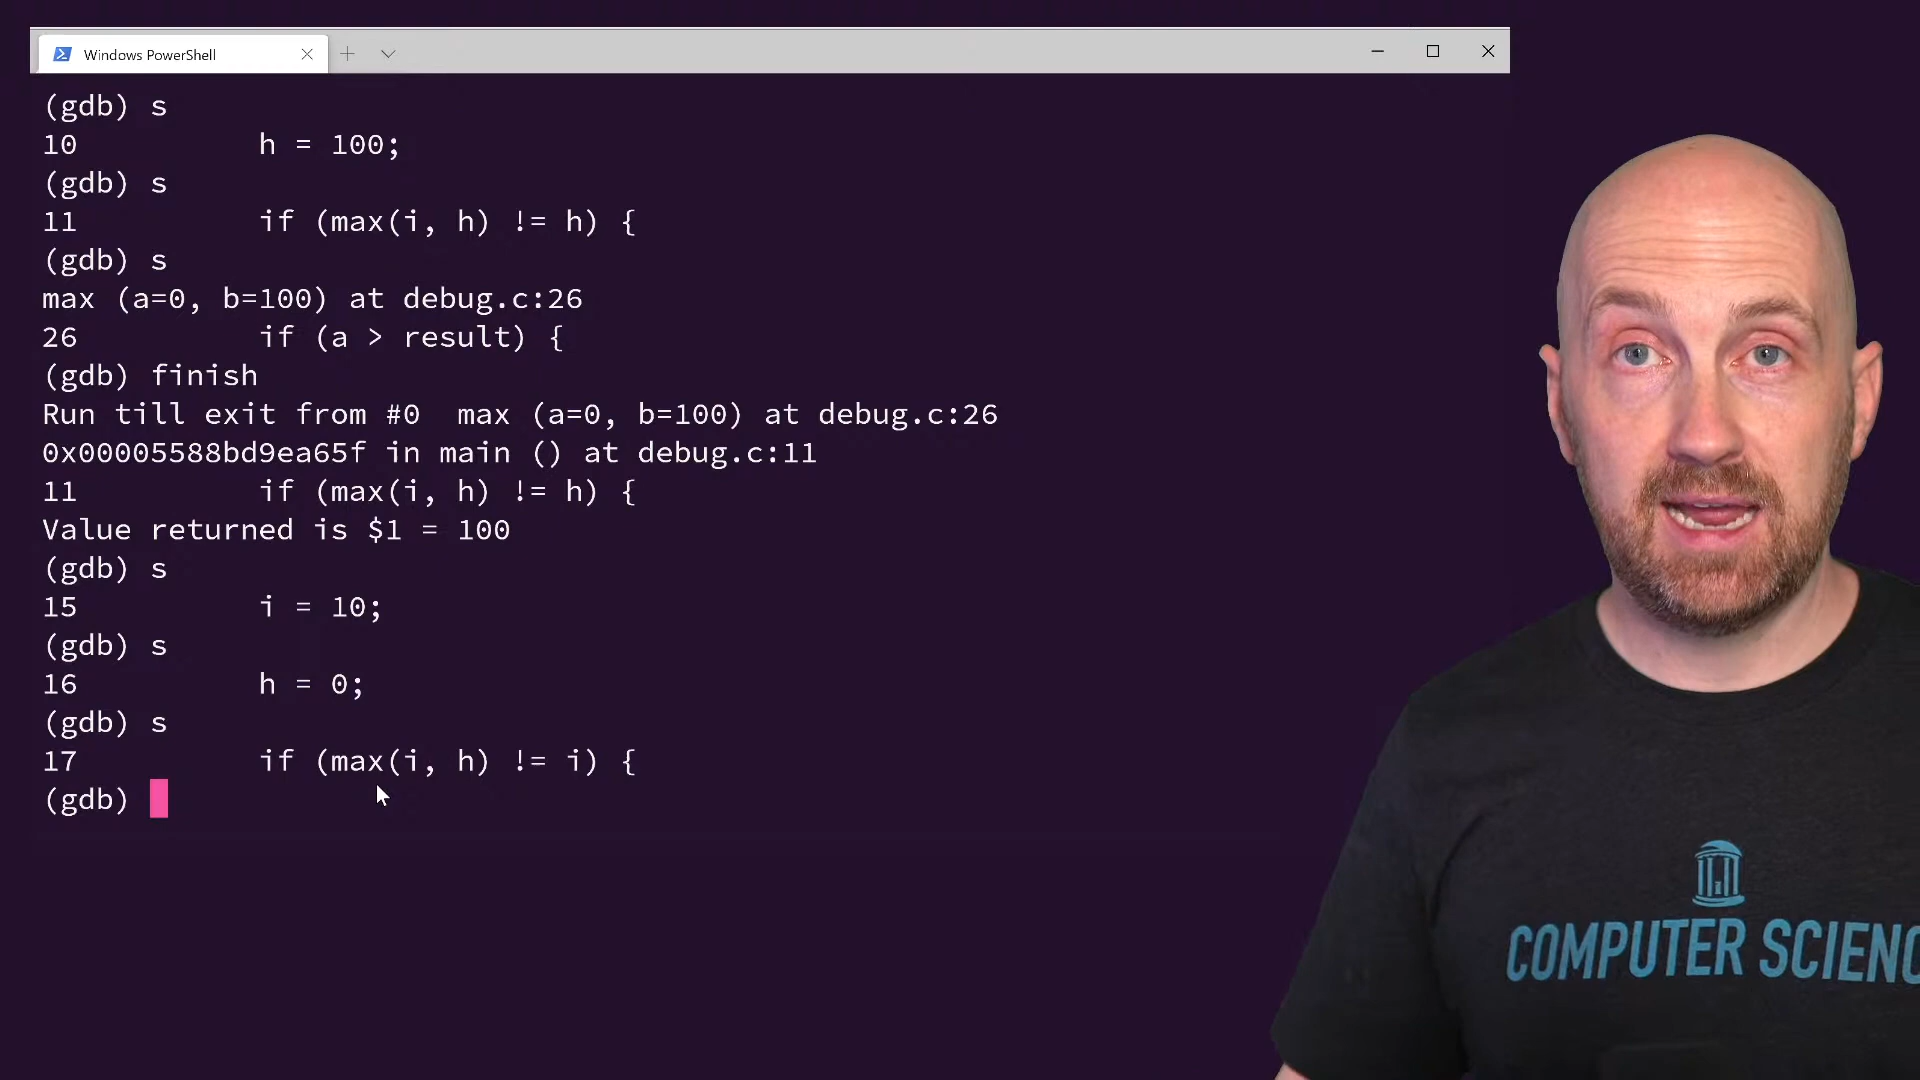 Windows PowerShell
(gdb) s
10          h = 100;
(gdb) s
11          if (max(i, h) != h) {
(gdb) s
max (a=0, b=100) at debug.c:26
26          if (a > result) {
(gdb) finish
Run till exit from #0  max (a=0, b=100) at debug.c:26
0x00005588bd9ea65f in main () at debug.c:11
11          if (max(i, h) != h) {
Value returned is $1 = 100
(gdb) s
15          i = 10;
(gdb) s
16          h = 0;
(gdb) s
17          if (max(i, h) != i) {
(gdb)
COMPUTER SCIENC